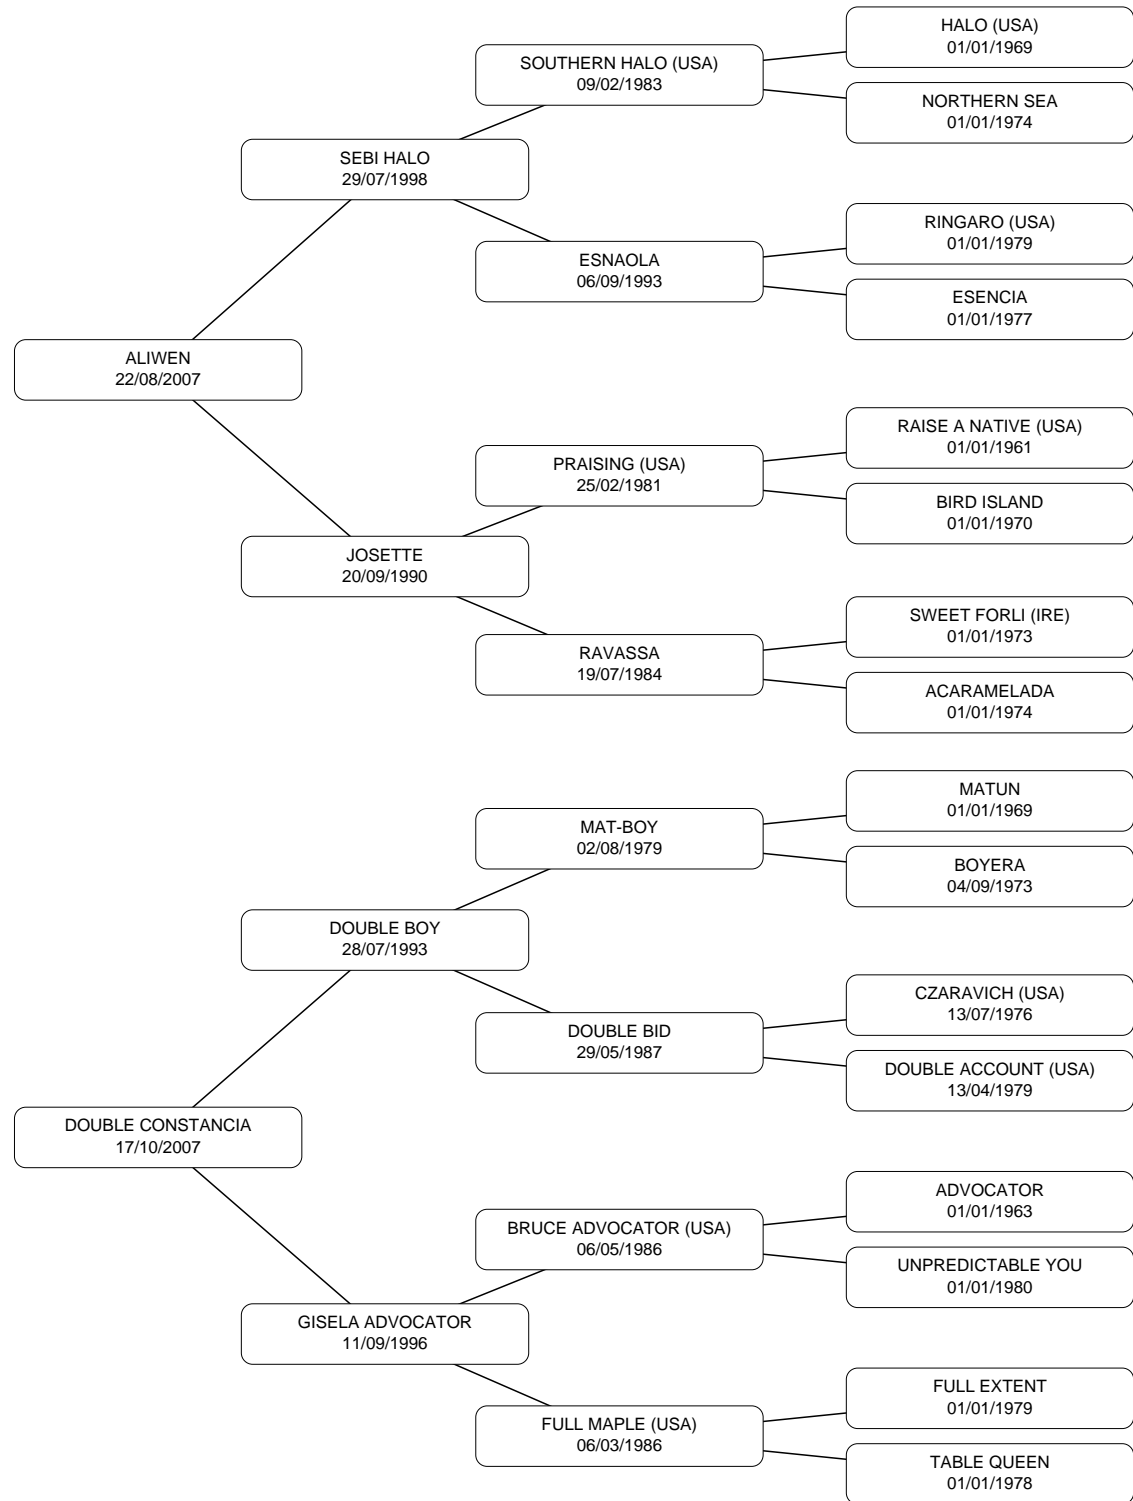 HALO (USA)
01/01/1969
SOUTHERN HALO (USA)
09/02/1983
NORTHERN SEA
01/01/1974
SEBI HALO
29/07/1998
RINGARO (USA)
01/01/1979
ESNAOLA
06/09/1993
ESENCIA
01/01/1977
ALIWEN
22/08/2007
RAISE A NATIVE (USA)
01/01/1961
PRAISING (USA)
25/02/1981
BIRD ISLAND
01/01/1970
JOSETTE
20/09/1990
SWEET FORLI (IRE)
01/01/1973
RAVASSA
19/07/1984
ACARAMELADA
01/01/1974
MATUN
01/01/1969
MAT-BOY
02/08/1979
BOYERA
04/09/1973
DOUBLE BOY
28/07/1993
CZARAVICH (USA)
13/07/1976
DOUBLE BID
29/05/1987
DOUBLE ACCOUNT (USA)
13/04/1979
DOUBLE CONSTANCIA
17/10/2007
ADVOCATOR
01/01/1963
BRUCE ADVOCATOR (USA)
06/05/1986
UNPREDICTABLE YOU
01/01/1980
GISELA ADVOCATOR
11/09/1996
FULL EXTENT
01/01/1979
FULL MAPLE (USA)
06/03/1986
TABLE QUEEN
01/01/1978